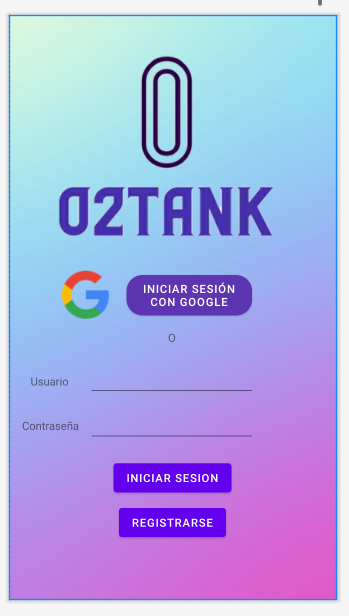 O2TANK
INICIAR SESIÓN
CON GOOGLE
O
Usuario
Contraseña
INICIAR SESION
REGISTRARSE